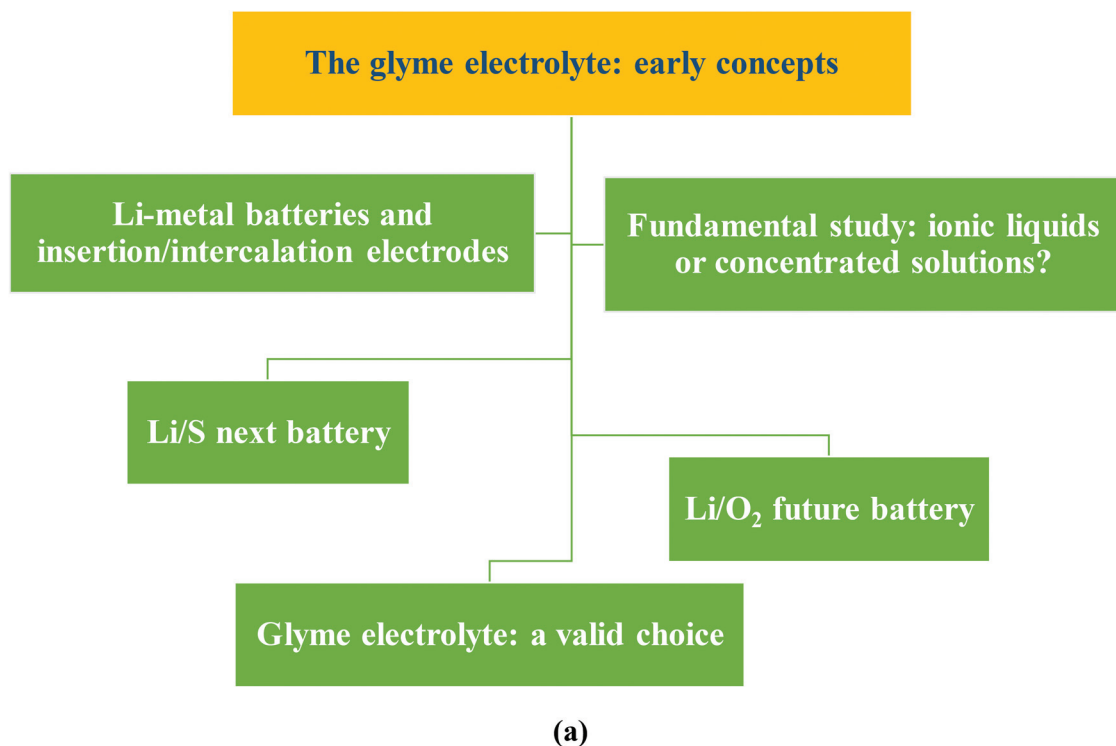 The glyme electrolyte: early concepts
Li-metal batteries and
insertion/intercalation electrodes
Fundamental study: ionic liquids
or concentrated solutions?
Li/S next battery
Li/O₂ future battery
Glyme electrolyte: a valid choice
(a)